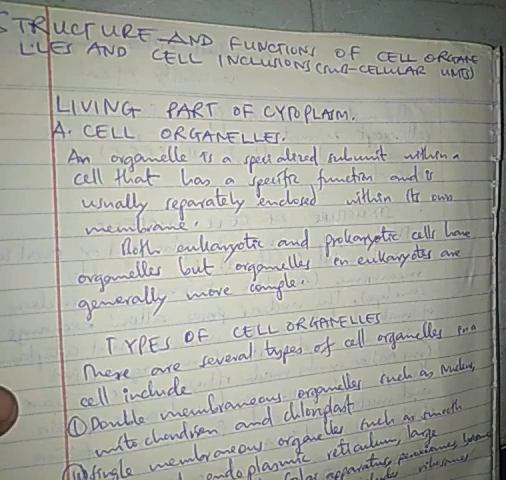 STRUCTURE AND FUNCTIONS OF CELL ORGANE
LLES AND CELL INCLUSIONS (SUB-CELLULAR UNITS)
LIVING PART OF CYTOPLASM.
A. CELL ORGANELLES.
An organelle is a specialized subunit within a
cell that has a specific function and is
usually separately enclosed within its own
membrane.
Both eukaryotic and prokaryotic cells have
organelles but organelles in eukaryotes are
generally more comple.
TYPES OF CELL ORGANELLES
There are several types of cell organelles in a
cell include
① Double membraneous organelles such as Nucleus,
mitochondrion and chloroplast
Single membraneous organelles such as smooth
endoplasmic reticulum, large
apparatus, peroxisomes,
ribosomes